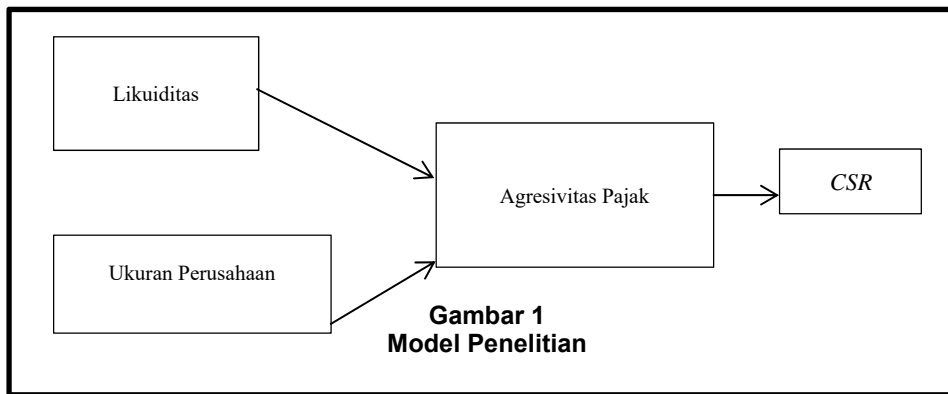 Likuiditas
Agresivitas Pajak
CSR
Ukuran Perusahaan
Gambar 1
Model Penelitian